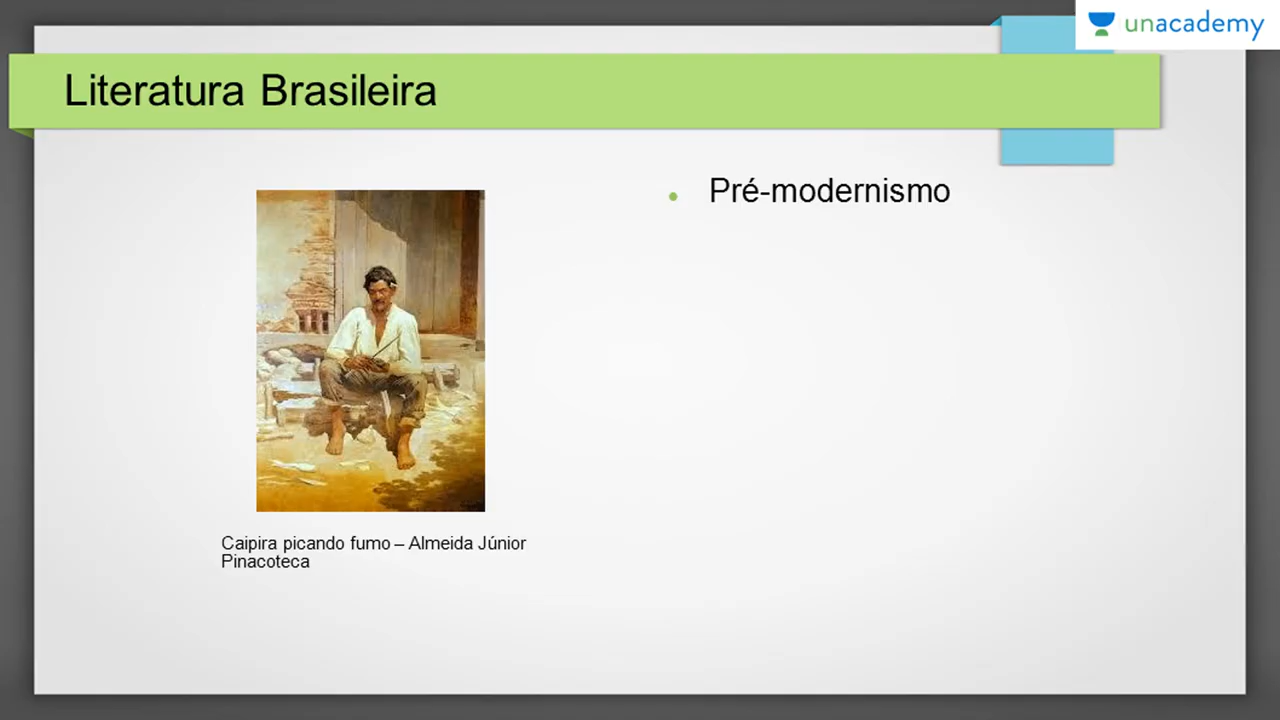 unacademy
Literatura Brasileira
Pré-modernismo
Caipira picando fumo – Almeida Júnior
Pinacoteca